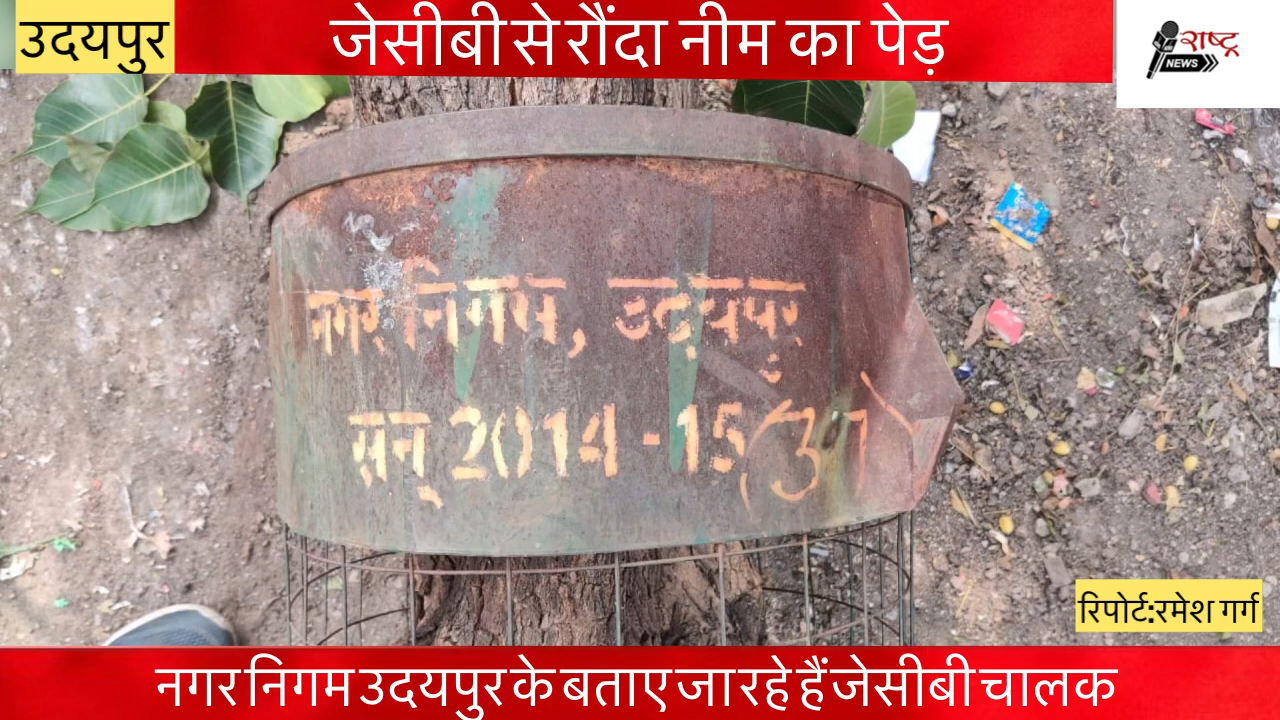 उदयपुर
जेसीबी से रौंदा नीम का पेड़
राष्ट्र
NEWS
नगर निगम, उदयपुर
सन् 2014-15
रिपोर्ट:रमेश गर्ग
नगर निगम उदयपुर के बताए जा रहे हैं जेसीबी चालक